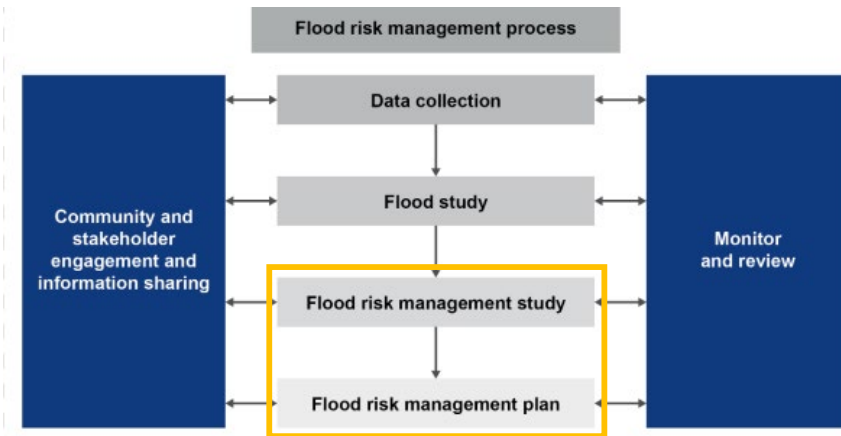 Flood risk management process
Data collection
Flood study
Community and
stakeholder
engagement and
information sharing
Monitor
and review
Flood risk management study
Flood risk management plan